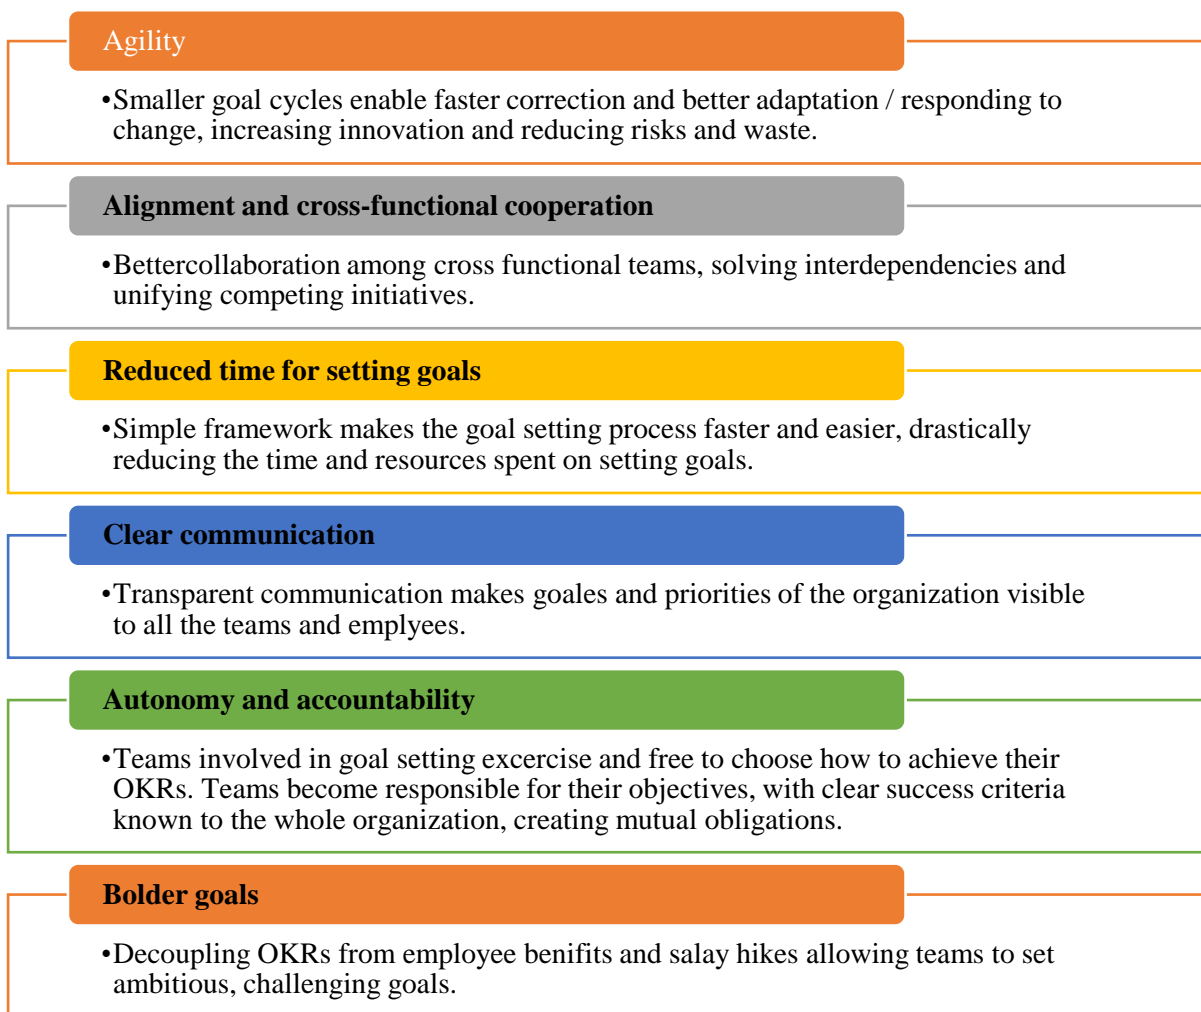 Agility
•Smaller goal cycles enable faster correction and better adaptation / responding to
change, increasing innovation and reducing risks and waste.
Alignment and cross-functional cooperation
•Bettercollaboration among cross functional teams, solving interdependencies and
unifying competing initiatives.
Reduced time for setting goals
•Simple framework makes the goal setting process faster and easier, drastically
reducing the time and resources spent on setting goals.
Clear communication
•Transparent communication makes goales and priorities of the organization visible
to all the teams and emplyees.
Autonomy and accountability
•Teams involved in goal setting excercise and free to choose how to achieve their
OKRs. Teams become responsible for their objectives, with clear success criteria
known to the whole organization, creating mutual obligations.
Bolder goals
•Decoupling OKRs from employee benifits and salay hikes allowing teams to set
ambitious, challenging goals.